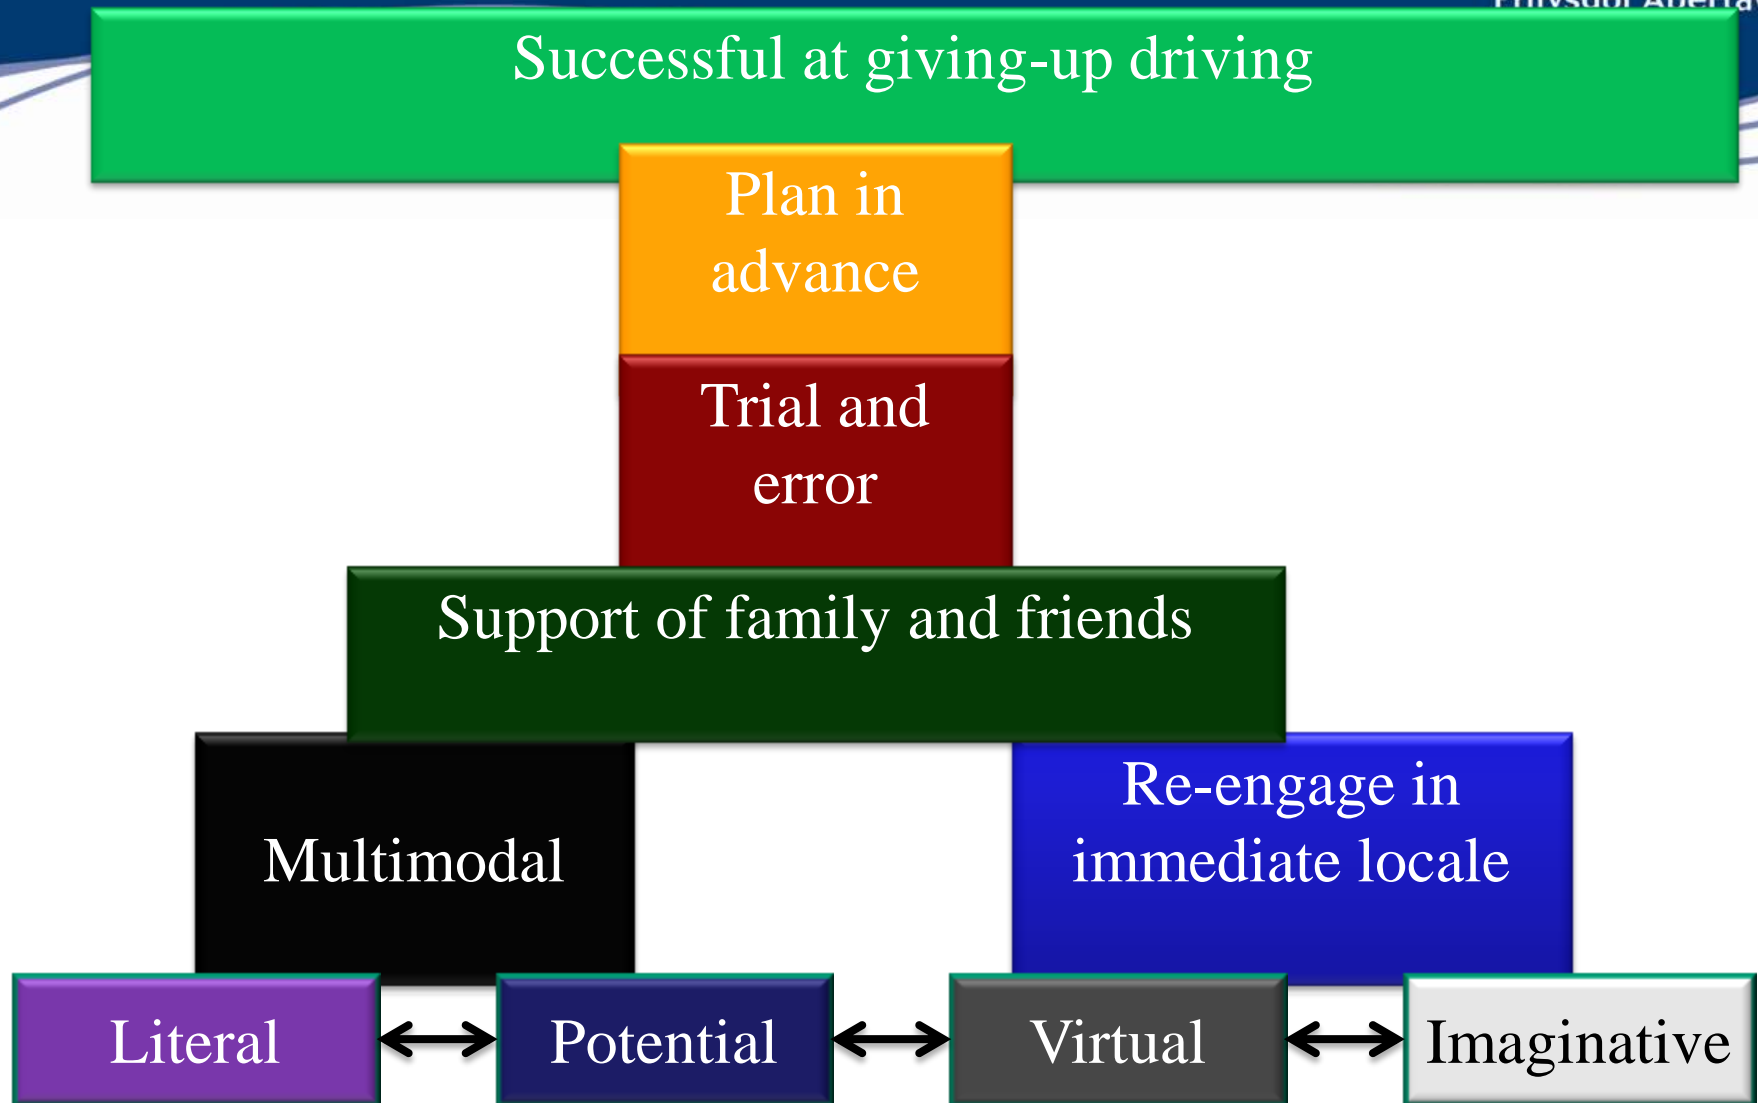 Successful at giving-up driving
Plan in
advance
Trial and
error
Support of family and friends
Multimodal
Re-engage in
immediate locale
Literal
Potential
Virtual
Imaginative